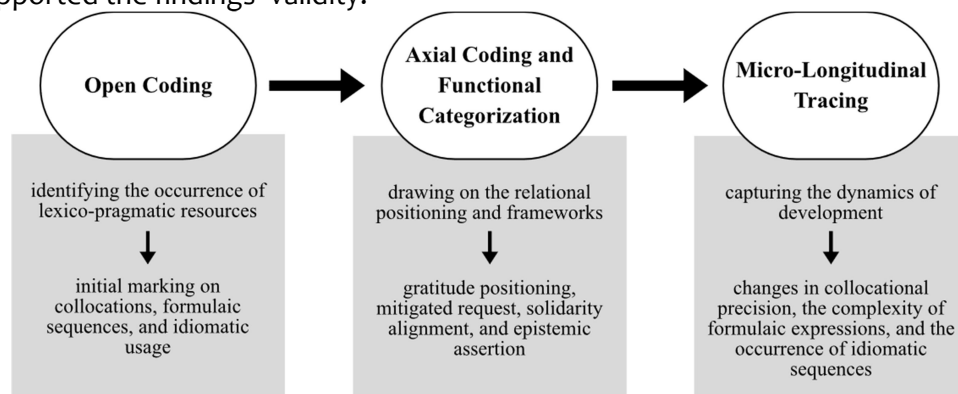 pported the findings' validity.
Open Coding
identifying the occurrence of
lexico-pragmatic resources
initial marking on
collocations, formulaic
sequences, and idiomatic
usage
Axial Coding and
Functional
Categorization
drawing on the relational
positioning and frameworks
gratitude positioning,
mitigated request, solidarity
alignment, and epistemic
assertion
Micro-Longitudinal
Tracing
capturing the dynamics of
development
changes in collocational
precision, the complexity of
formulaic expressions, and the
occurrence of idiomatic
sequences